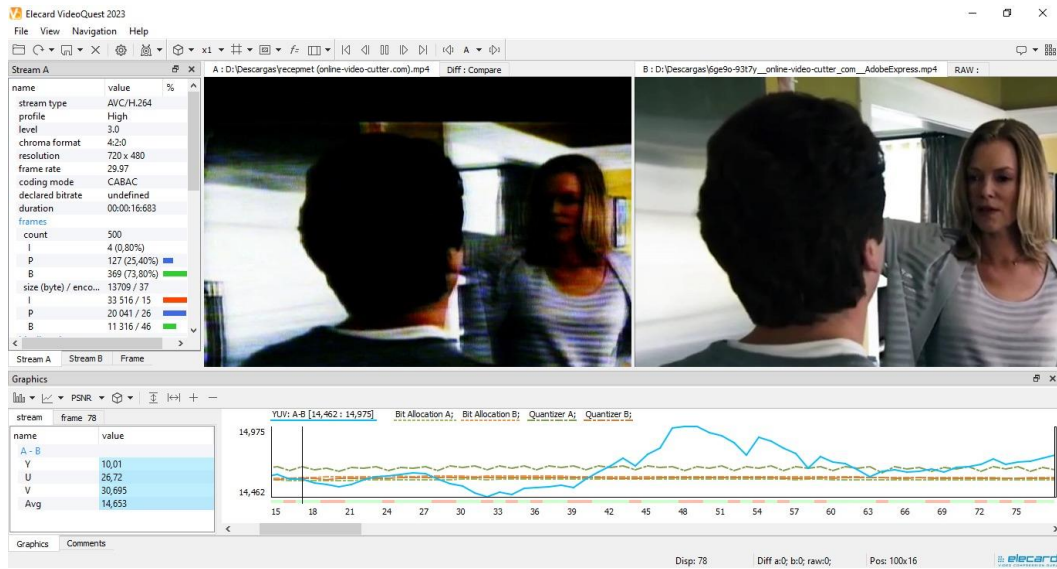 Elecard VideoQuest 2023
File View Navigation Help
x1 f= A
Stream A
name value %
stream type AVC/H.264
profile High
level 3.0
chroma format 4:2:0
resolution 720 x 480
frame rate 29.97
coding mode CABAC
declared bitrate undefined
duration 00:00:16:683
frames
count 500
I 4 (0,80%)
P 127 (25,40%)
B 369 (73,80%)
size (byte) / enco... 13709 / 37
I 33 516 / 15
P 20 041 / 26
B 11 316 / 46
Stream A Stream B Frame
A : D:\Descargas\recepmet (online-video-cutter.com).mp4 Diff : Compare
B : D:\Descargas\6ge9o-93t7y__online-video-cutter_com__AdobeExpress.mp4 RAW :
Graphics
PSNR
stream frame 78
name value
A - B
Y 10,01
U 26,72
V 30,695
Avg 14,653
YUV: A-B [14,462 : 14,975] Bit Allocation A; Bit Allocation B; Quantizer A; Quantizer B;
14,975
14,462
15 18 21 24 27 30 33 36 39 42 45 48 51 54 57 60 63 66 69 72 75
Graphics Comments
Disp: 78 Diff a:0; b:0; raw:0; Pos: 100x16
elecard